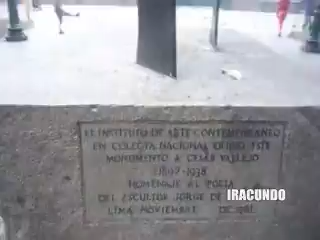 EL INSTITUTO DE ARTE CONTEMPORANEO
EN COLECTA NACIONAL ERIGIO ESTE
MONUMENTO A CESAR VALLEJO
(1892-1938
HOMENAJE AL POETA
DEL ESCULTOR JORGE DE
LIMA NOVIEMBRE DE 1961
IRACUNDO